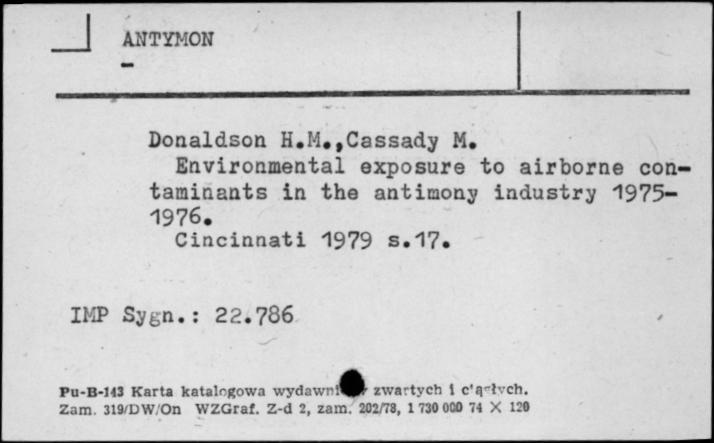 ANTYMON
Donaldson H.M.,Cassady M.
Environmental exposure to airborne con-
taminants in the antimony industry 1975-
1976.
Cincinnati 1979 s.17.
IMP Sygn.: 22.786
Pu-B-143 Karta katalogowa zwartych i ciągłych.
Zam. 319/DW/On WZGraf. Z-d 2, zam. 202/78, 1 730 000 74 X 120